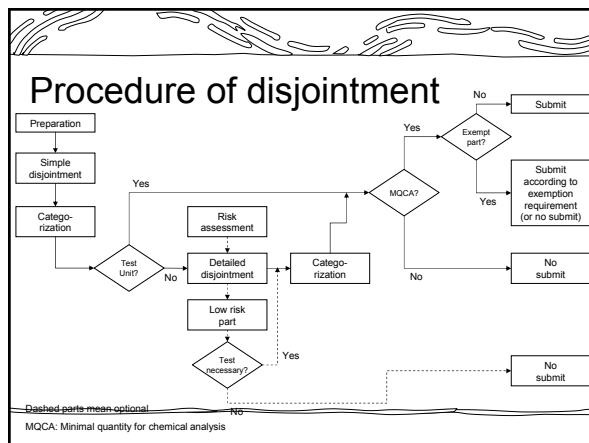 Procedure of disjointment
Preparation
Simple
disjointment
Catego-
rization
Test
Unit?
Yes
No
Risk
assessment
Detailed
disjointment
Low risk
part
Test
necessary?
Yes
No
Catego-
rization
MQCA?
Yes
No
Exempt
part?
No
Yes
Submit
Submit
according to
exemption
requirement
(or no submit)
No
submit
No
submit
Dashed parts mean optional
MQCA: Minimal quantity for chemical analysis